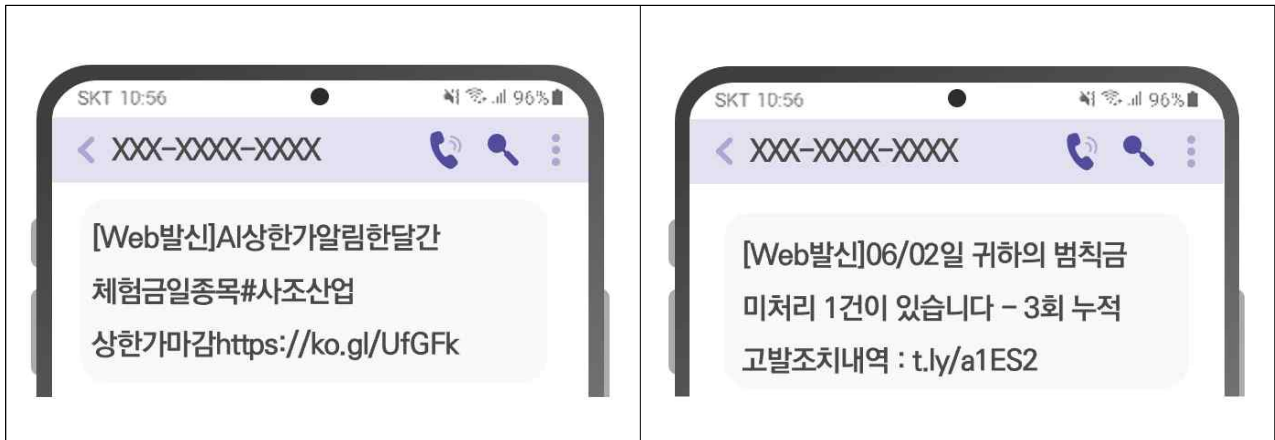 SKT 10:56
96%
XXX-XXXX-XXXX
[Web발신]AI상한가알림한달간
체험금일종목#사조산업
상한가마감https://ko.gl/UfGFk
SKT 10:56
96%
XXX-XXXX-XXXX
[Web발신]06/02일 귀하의 범칙금
미처리 1건이 있습니다 - 3회 누적
고발조치내역 : t.ly/a1ES2